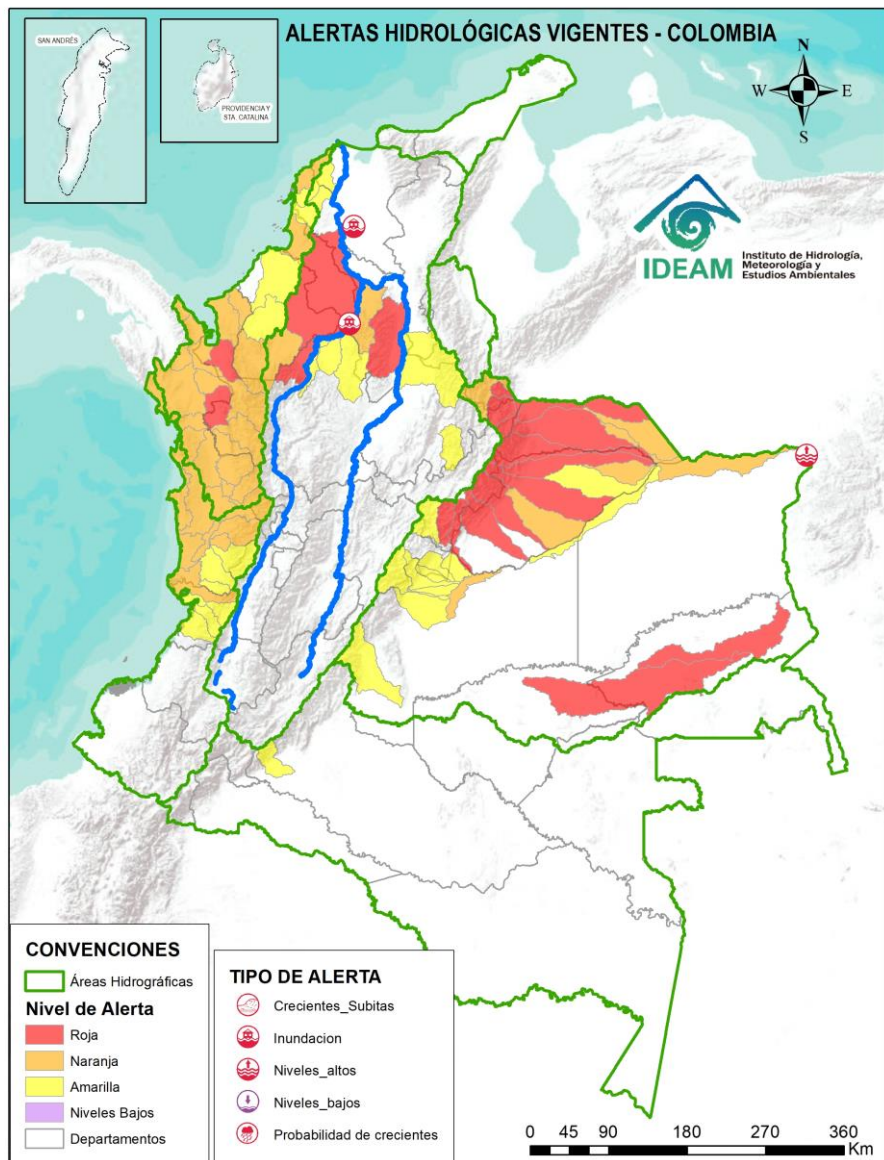 ALERTAS HIDROLÓGICAS VIGENTES - COLOMBIA
SAN ANDRÉS
PROVIDENCIA Y
STA. CATALINA
N
W
E
S
IDEAM
Instituto de Hidrología,
Meteorología y
Estudios Ambientales
CONVENCIONES
Áreas Hidrográficas
Nivel de Alerta
Roja
Naranja
Amarilla
Niveles Bajos
Departamentos
TIPO DE ALERTA
Crecientes_Subitas
Inundacion
Niveles_altos
Niveles_bajos
Probabilidad de crecientes
0 45 90 180 270 360
Km